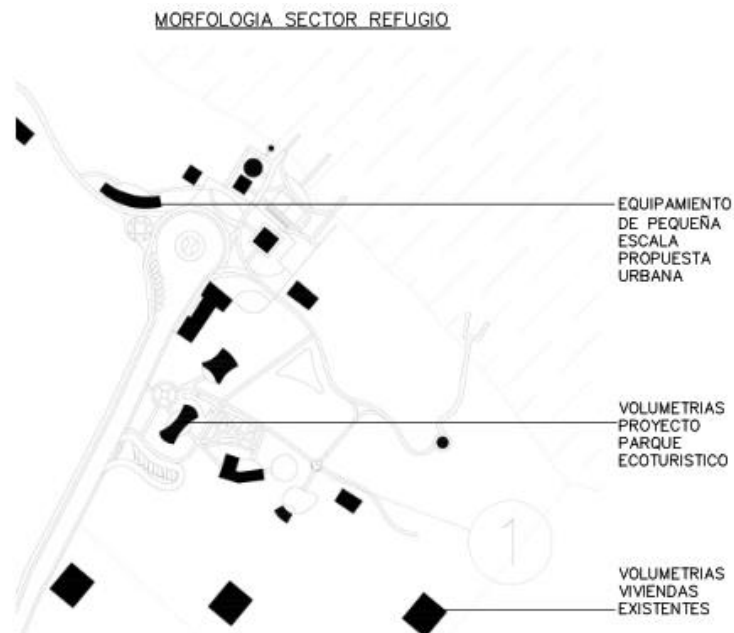 MORFOLOGIA SECTOR REFUGIO
EQUIPAMIENTO
DE PEQUEÑA
ESCALA
PROPUESTA
URBANA
VOLUMETRIAS
PROYECTO
PARQUE
ECOTURISTICO
1
VOLUMETRIAS
VIVIENDAS
EXISTENTES